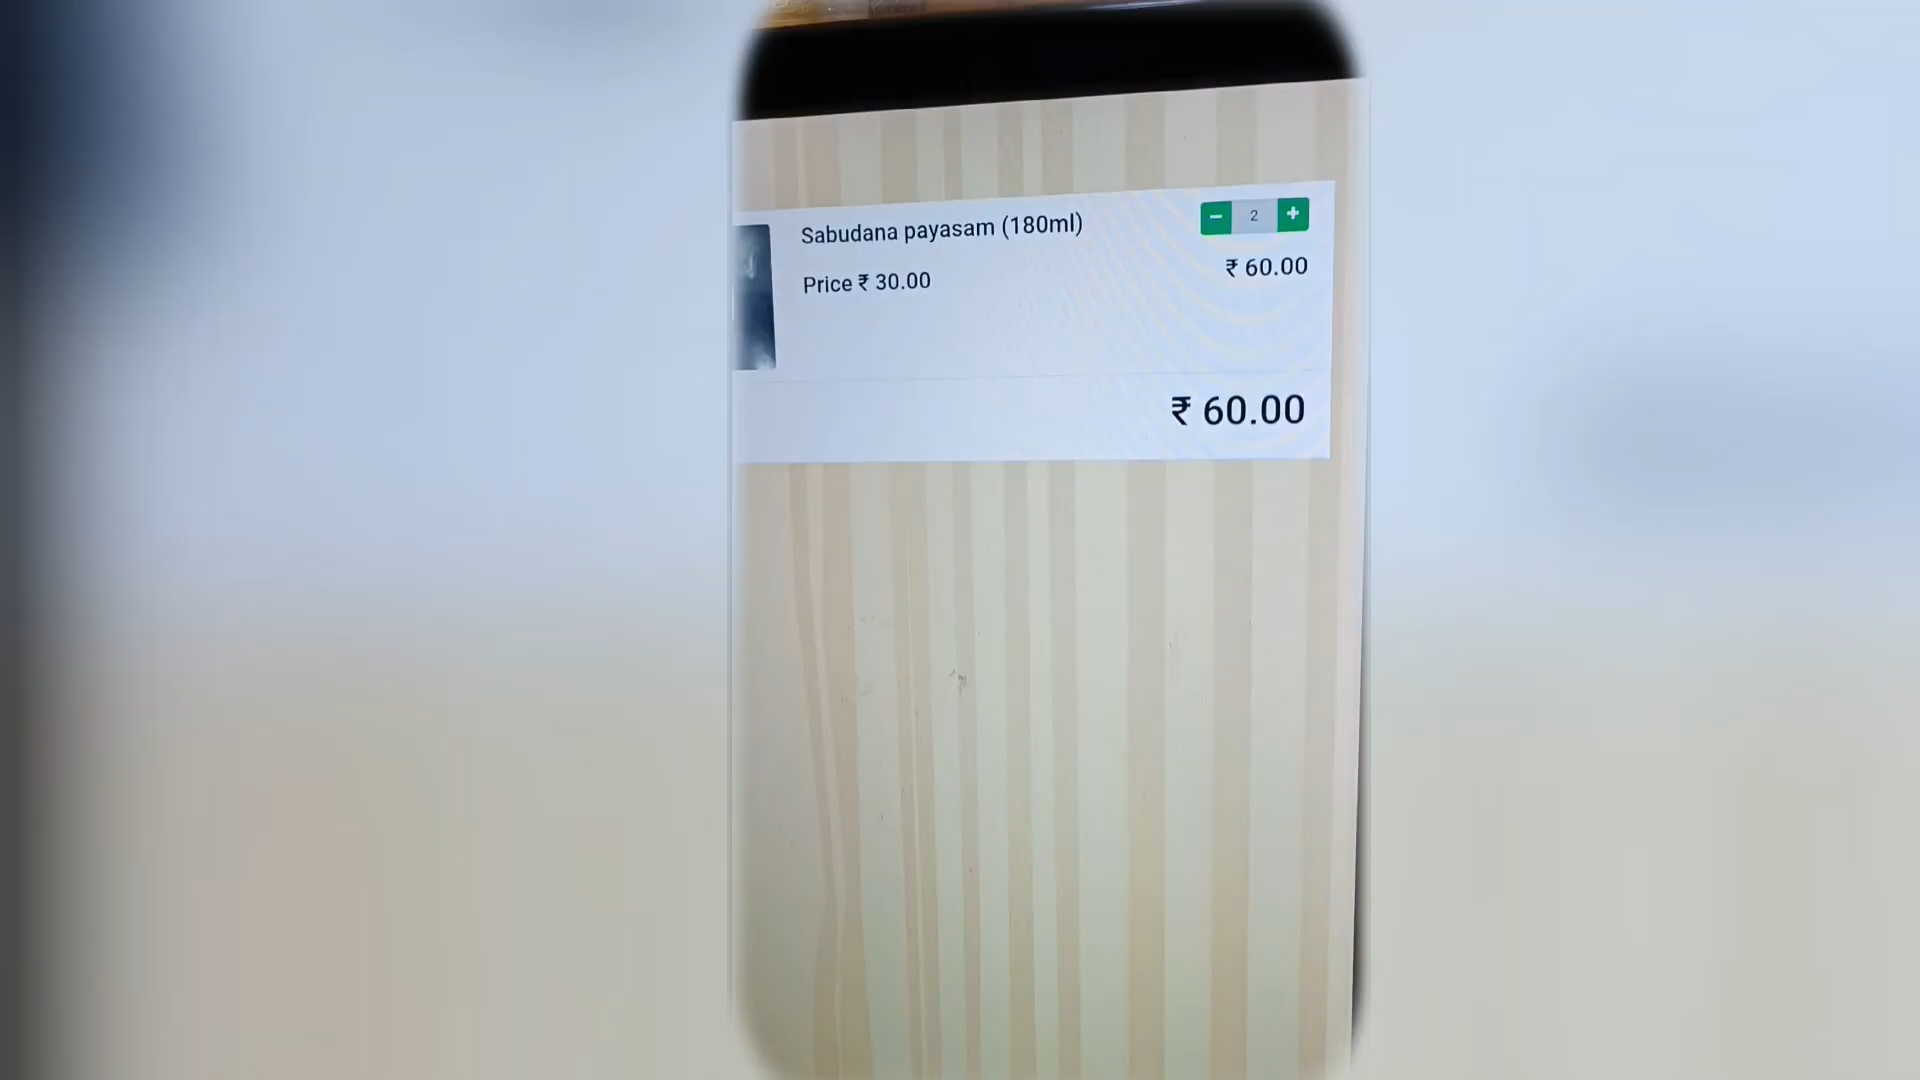 Sabudana payasam (180ml)
− 2 +
Price ₹ 30.00
₹ 60.00
₹ 60.00